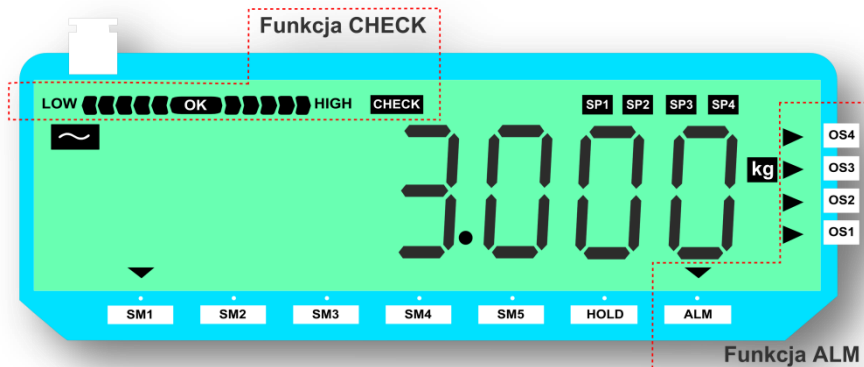 Funkcja CHECK
LOW OK HIGH CHECK SP1 SP2 SP3 SP4
3.000 kg
OS4
OS3
OS2
OS1
SM1 SM2 SM3 SM4 SM5 HOLD ALM
Funkcja ALM